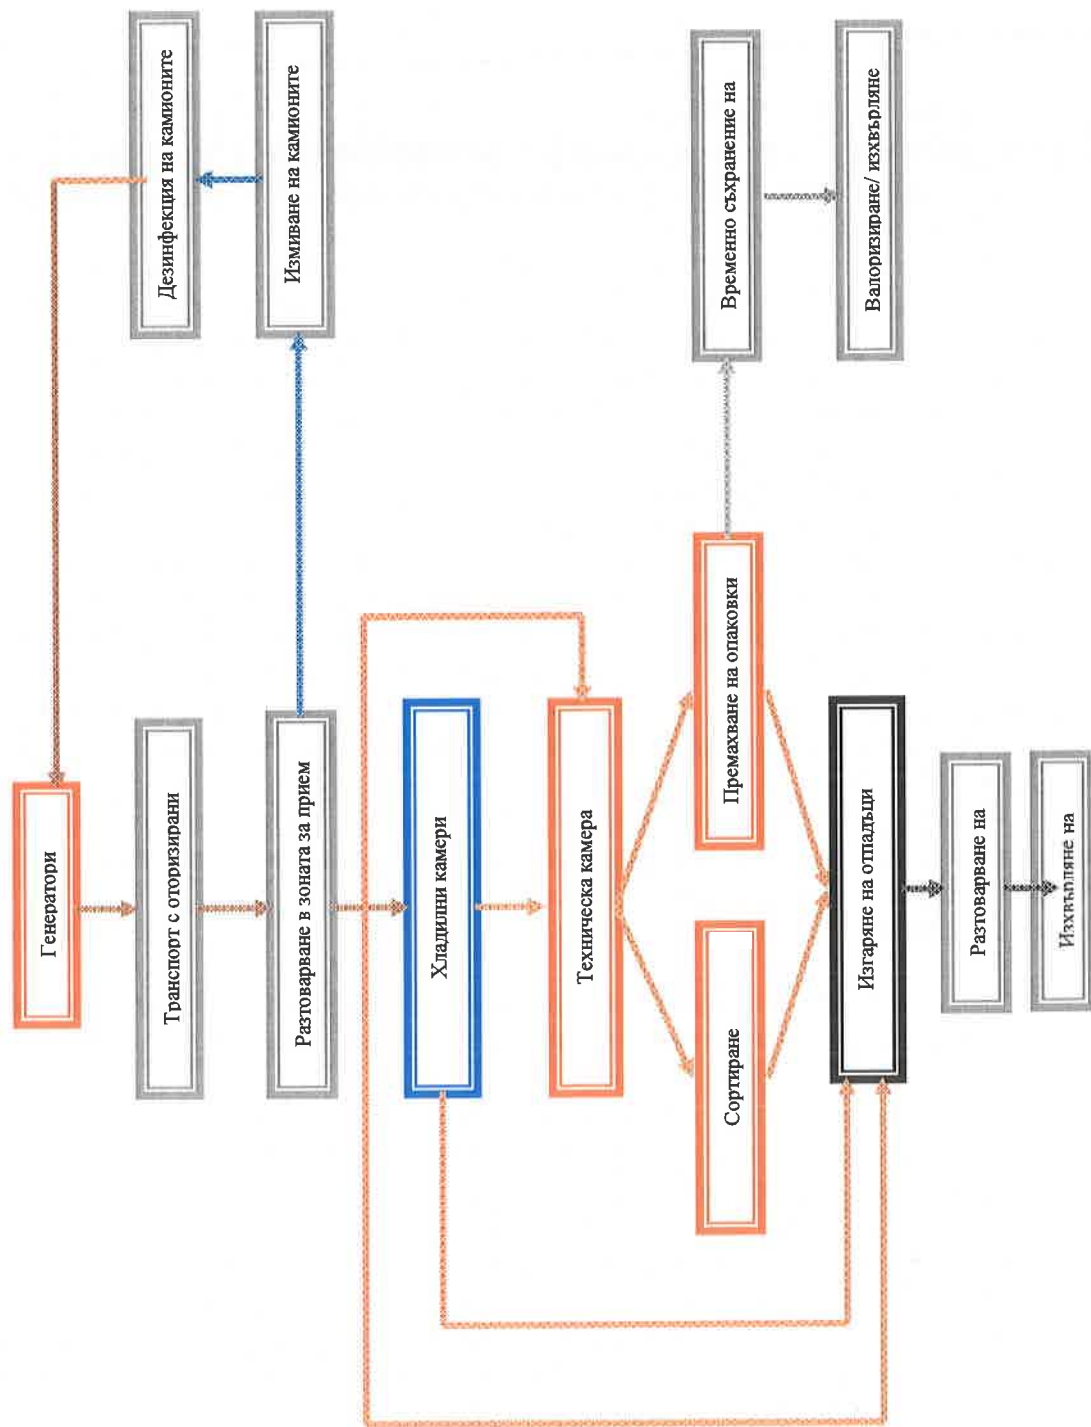 Генератори
Транспорт с оторизирани
Разтоварване в зоната за прием
Хладилни камери
Техническа камера
Сортиране
Премахване на опаковки
Изгаряне на отпадъци
Разтоварване на
Изхвърляне на
Дезинфекция на камионите
Измиване на камионите
Временно съхранение на
Валоризиране/ изхвърляне